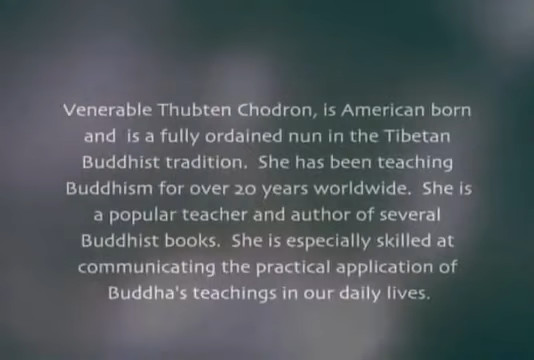 Venerable Thubten Chodron, is American born
and is a fully ordained nun in the Tibetan
Buddhist tradition. She has been teaching
Buddhism for over 20 years worldwide. She is
a popular teacher and author of several
Buddhist books. She is especially skilled at
communicating the practical application of
Buddha's teachings in our daily lives.